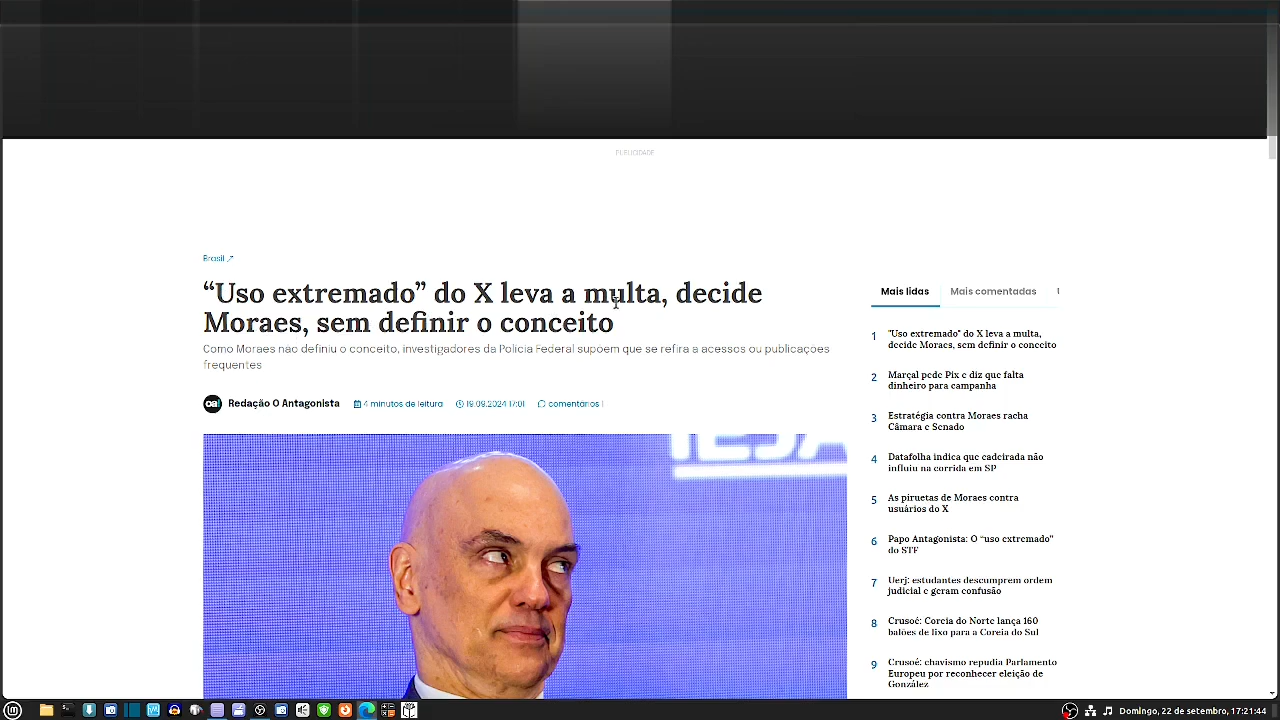 PUBLICIDADE
Brasil
“Uso extremado” do X leva a multa, decide
Moraes, sem definir o conceito
Como Moraes não definiu o conceito, investigadores da Polícia Federal supõem que se refira a acessos ou publicações
frequentes
oa!
Redação O Antagonista
4 minutos de leitura
19.09.2024 17:01
comentários 1
Mais lidas
Mais comentadas
1
"Uso extremado" do X leva a multa,
decide Moraes, sem definir o conceito
2
Marçal pede Pix e diz que falta
dinheiro para campanha
3
Estratégia contra Moraes racha
Câmara e Senado
4
Datafolha indica que cadeirada não
influiu na corrida em SP
5
As piruetas de Moraes contra
usuários do X
6
Papo Antagonista: O “uso extremado”
do STF
7
Uerj: estudantes descumprem ordem
judicial e geram confusão
8
Crusoé: Coreia do Norte lança 160
balões de lixo para a Coreia do Sul
9
Crusoé: chavismo repudia Parlamento
Europeu por reconhecer eleição de
González
Domingo, 22 de setembro, 17:21:44